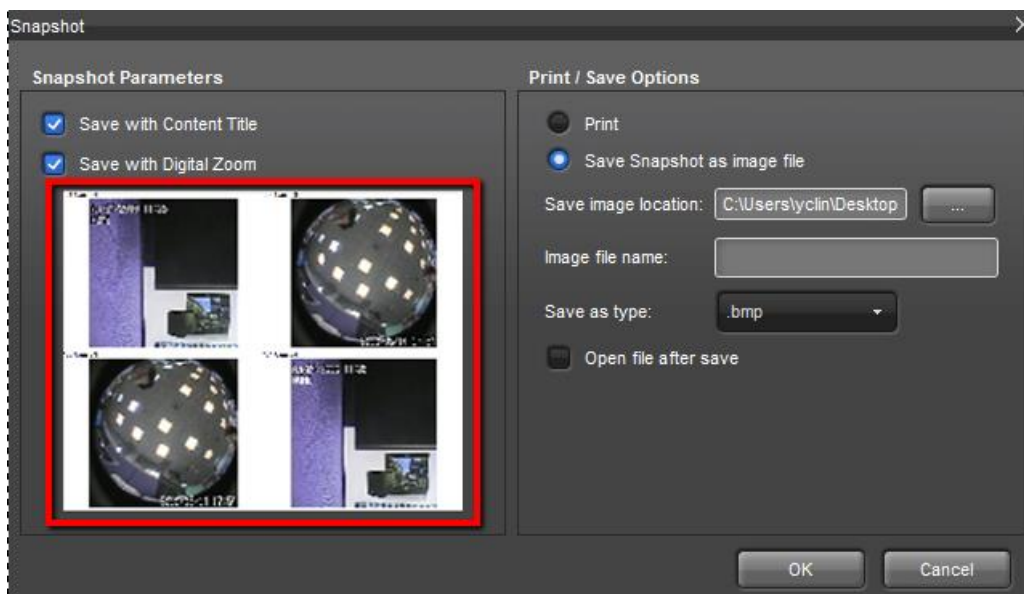 Snapshot
Snapshot Parameters
Save with Content Title
Save with Digital Zoom
Print / Save Options
Print
Save Snapshot as image file
Save image location: C:\Users\yclin\Desktop ...
Image file name:
Save as type: .bmp
Open file after save
OK Cancel